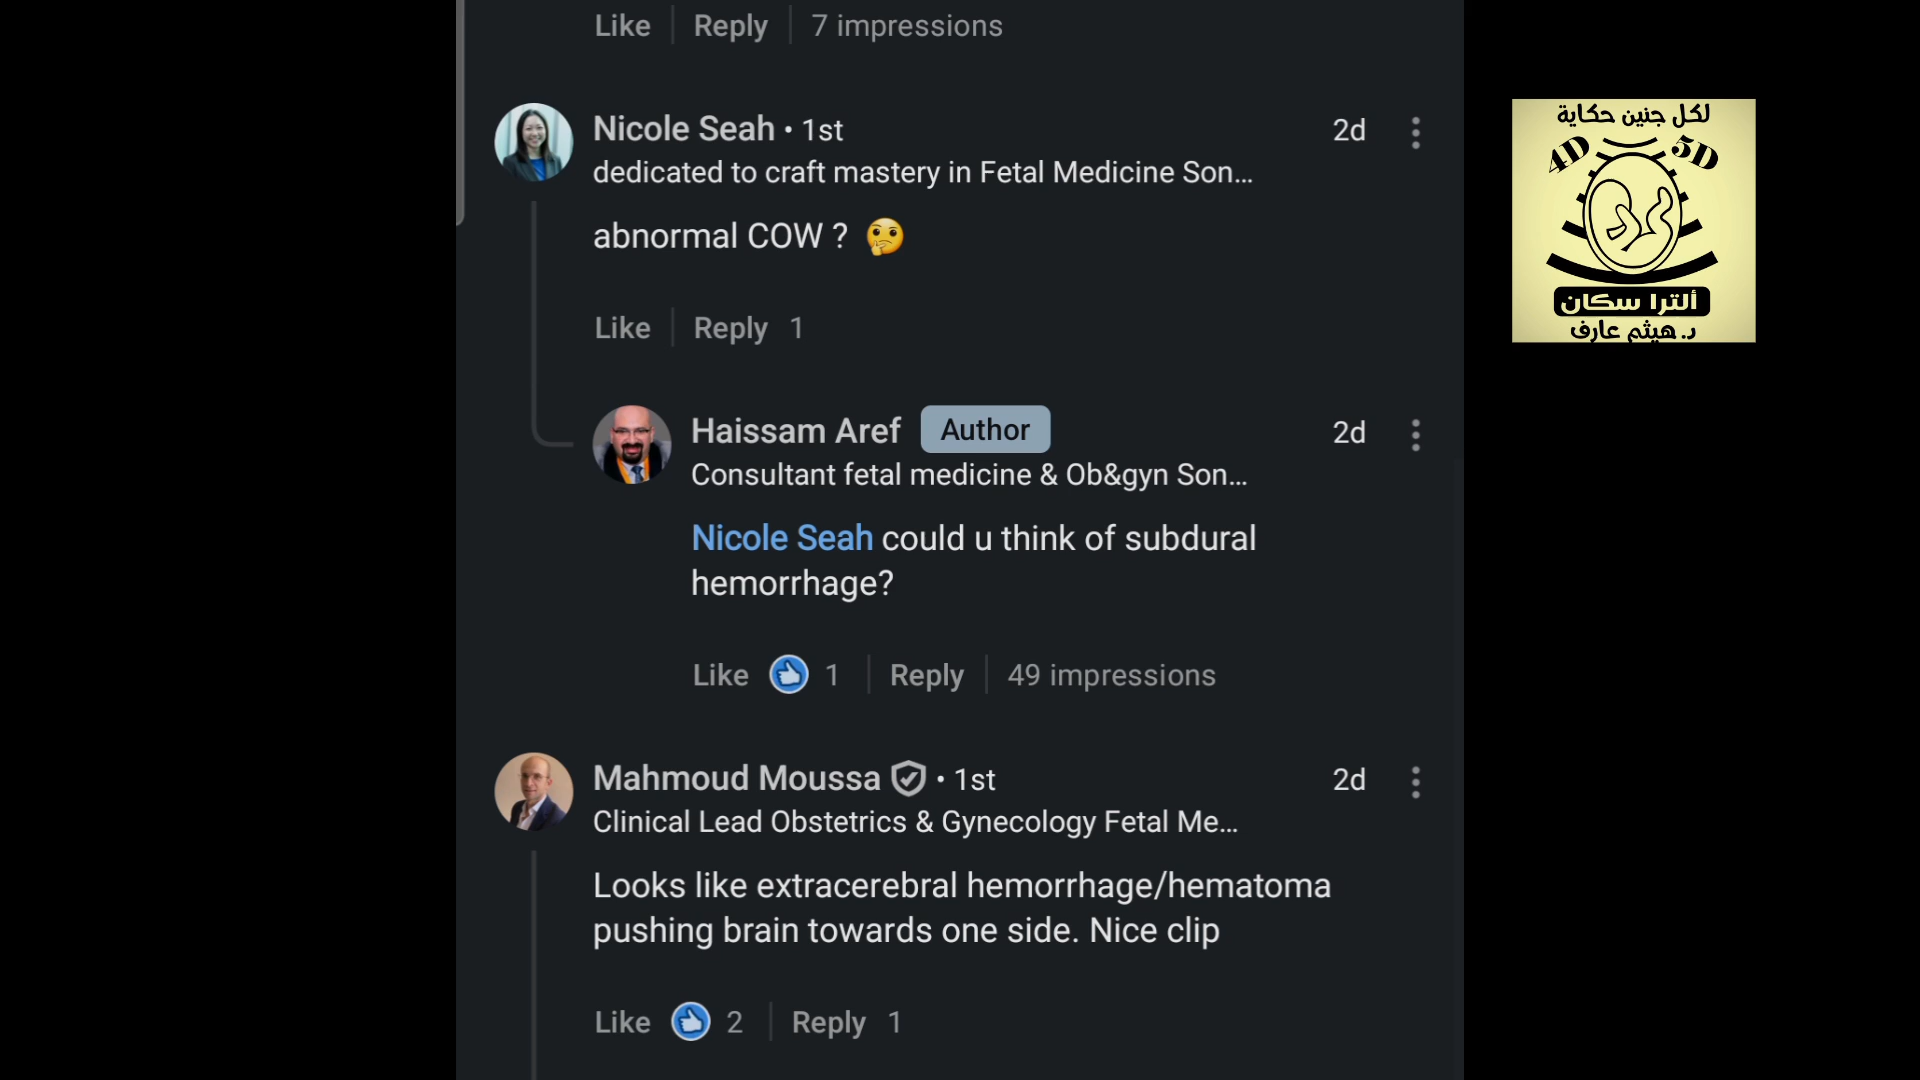 Like Reply 7 impressions
Nicole Seah • 1st 2d
dedicated to craft mastery in Fetal Medicine Son...
abnormal COW ? 🤔
Like Reply 1
Haissam Aref Author 2d
Consultant fetal medicine & Ob&gyn Son...
Nicole Seah could u think of subdural
hemorrhage?
Like 1 Reply 49 impressions
Mahmoud Moussa • 1st 2d
Clinical Lead Obstetrics & Gynecology Fetal Me...
Looks like extracerebral hemorrhage/hematoma
pushing brain towards one side. Nice clip
Like 2 Reply 1
لكل جنين حكاية
4D 5D
ألترا سكان
د. هيثم عارف